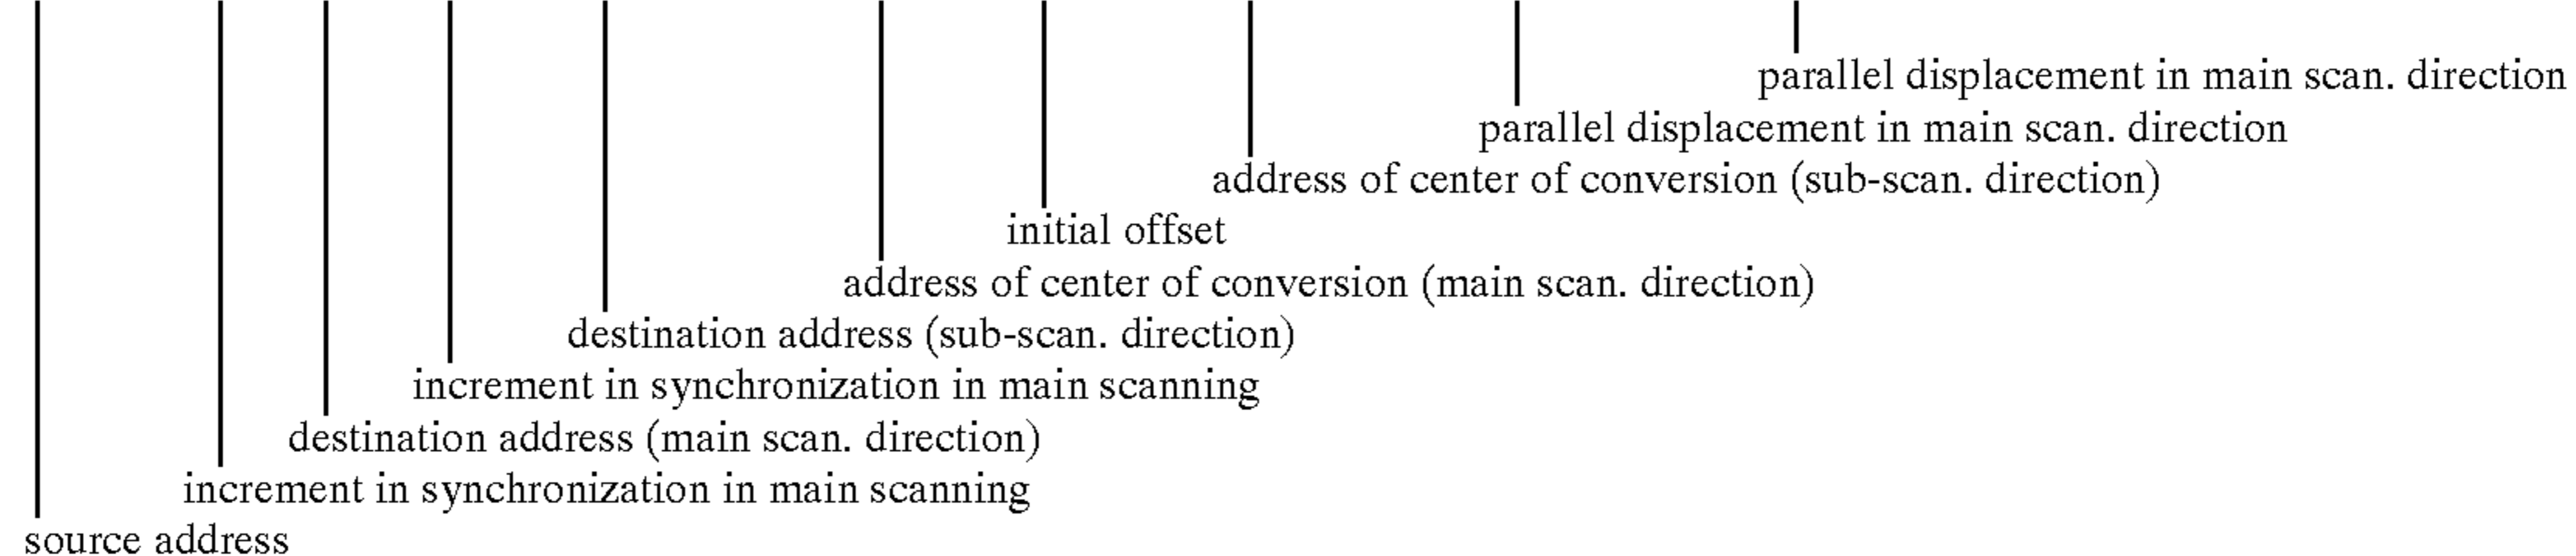 parallel displacement in main scan. direction
parallel displacement in main scan. direction
address of center of conversion (sub-scan. direction)
initial offset
address of center of conversion (main scan. direction)
destination address (sub-scan. direction)
increment in synchronization in main scanning
destination address (main scan. direction)
increment in synchronization in main scanning
source address